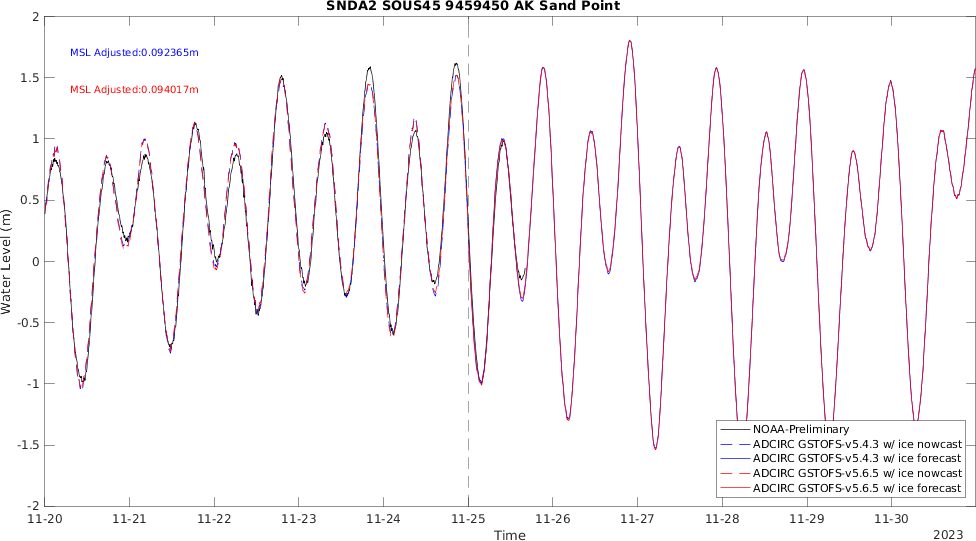 SNDA2 SOUS45 9459450 AK Sand Point
2
MSL Adjusted:0.092365m
1.5
MSL Adjusted:0.094017m
1
0.5
0
-0.5
-1
-1.5
-2
Water Level (m)
NOAA-Preliminary
ADCIRC GSTOFS-v5.4.3 w/ ice nowcast
ADCIRC GSTOFS-v5.4.3 w/ ice forecast
ADCIRC GSTOFS-v5.6.5 w/ ice nowcast
ADCIRC GSTOFS-v5.6.5 w/ ice forecast
11-20 11-21 11-22 11-23 11-24 11-25 11-26 11-27 11-28 11-29 11-30
Time
2023